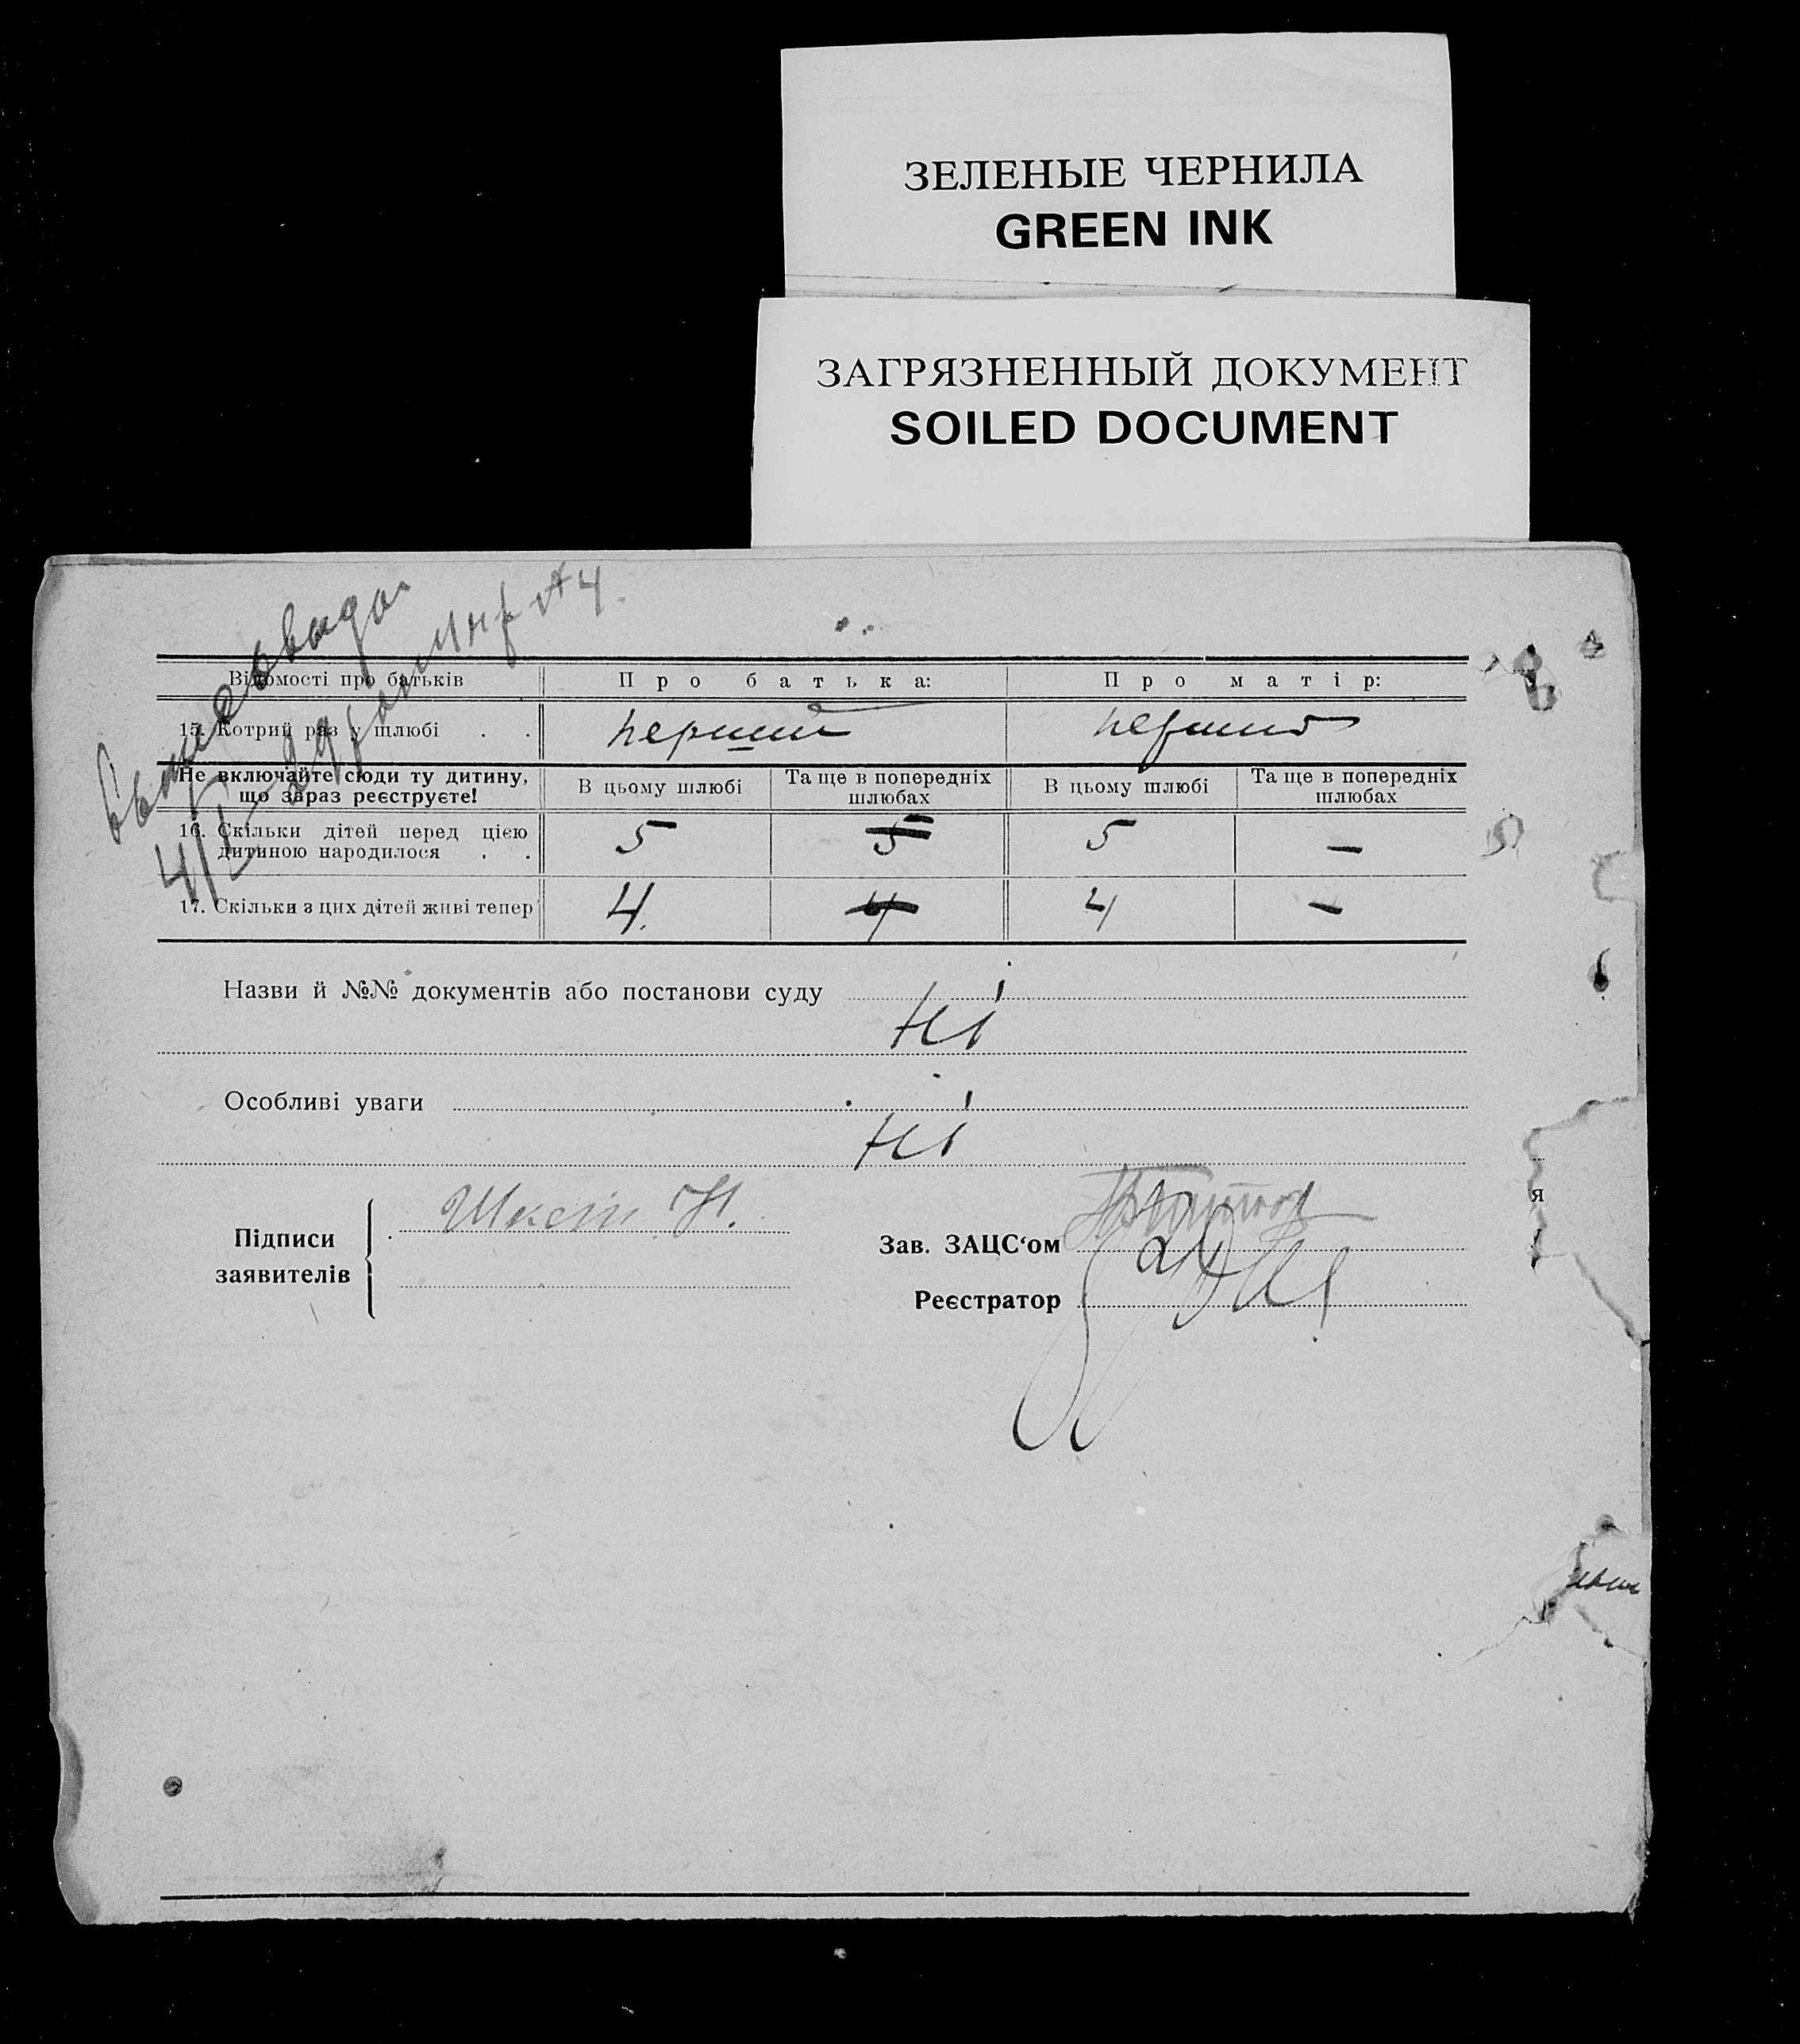 ЗЕЛЕНЫЕ ЧЕРНИЛА
GREEN INK
ЗАГРЯЗНЕННЫЙ ДОКУМЕНТ
SOILED DOCUMENT
Відомості про батьків Про батька: Про матір:
15. Котрий раз у шлюбі . . перший перший
Не включайте сюди ту дитину, що зараз реєструєте! В цьому шлюбі Та ще в попередніх шлюбах В цьому шлюбі Та ще в попередніх шлюбах
16. Скільки дітей перед цією дитиною народилося . . 5 5 5 —
17. Скільки з цих дітей живі тепер 4. 4 4 —
Назви й №№ документів або постанови суду
Ні
Особливі уваги
Ні
Підписи заявителів
Зав. ЗАЦС‘ом
Реєстратор
я